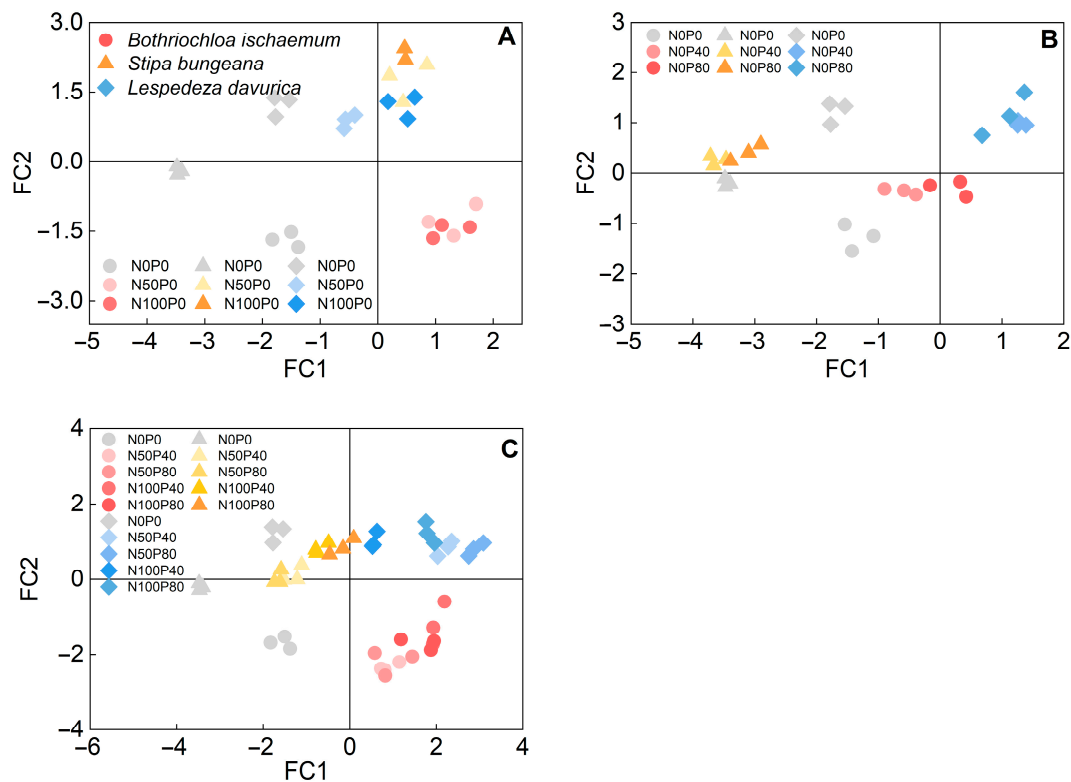 A
Bothriochloa ischaemum
Stipa bungeana
Lespedeza davurica
3.0
1.5
0.0
−1.5
−3.0
FC2
N0P0 N0P0 N0P0
N50P0 N50P0 N50P0
N100P0 N100P0 N100P0
−5 −4 −3 −2 −1 0 1 2
FC1
B
N0P0 N0P0 N0P0
N0P40 N0P40 N0P40
N0P80 N0P80 N0P80
3
2
1
0
−1
−2
−3
FC2
−5 −4 −3 −2 −1 0 1 2
FC1
C
N0P0 N0P0
N50P40 N50P40
N50P80 N50P80
N100P40 N100P40
N100P80 N100P80
N0P0
N50P40
N50P80
N100P40
N100P80
4
2
0
−2
−4
FC2
−6 −4 −2 0 2 4
FC1